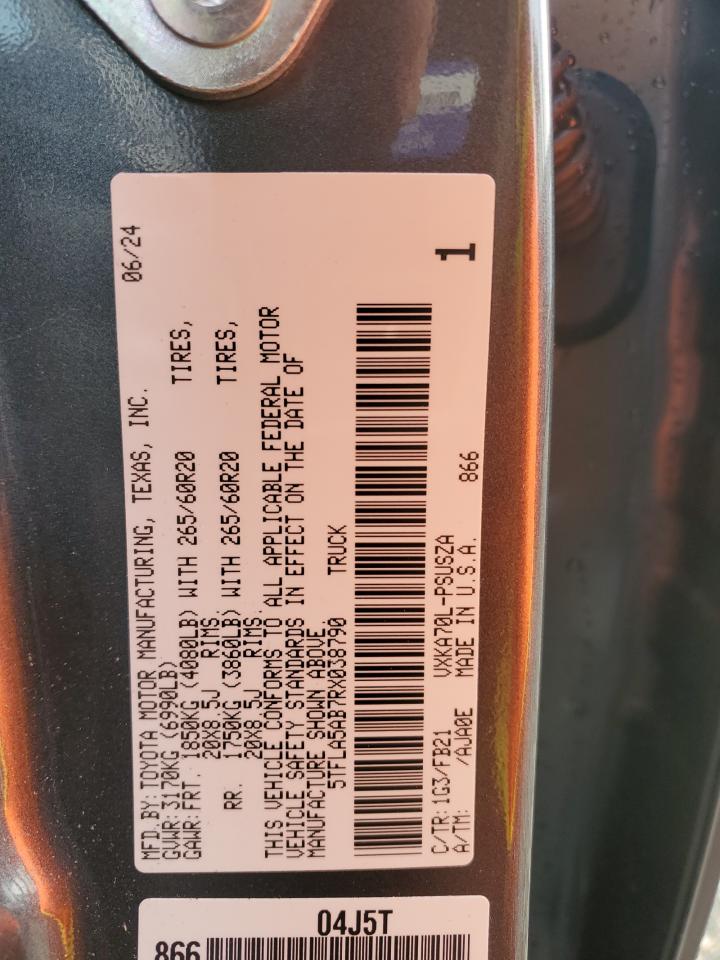 MFD.BY:TOYOTA MOTOR MANUFACTURING, TEXAS, INC. 06/24
GVWR:3170KG (6990LB)
GAWR:FRT. 1850KG (4080LB) WITH 265/60R20 TIRES,
20X8.5J RIMS.
RR. 1750KG (3860LB) WITH 265/60R20 TIRES,
20X8.5J RIMS.
THIS VEHICLE CONFORMS TO ALL APPLICABLE FEDERAL MOTOR
VEHICLE SAFETY STANDARDS IN EFFECT ON THE DATE OF
MANUFACTURE SHOWN ABOVE
5TFLA5AB7RX038790 TRUCK
C/TR: 1G3/FB21 VXKA70L-PSUSZA 1
A/TM: /AJA0E MADE IN U.S.A. 866
04J5T
866